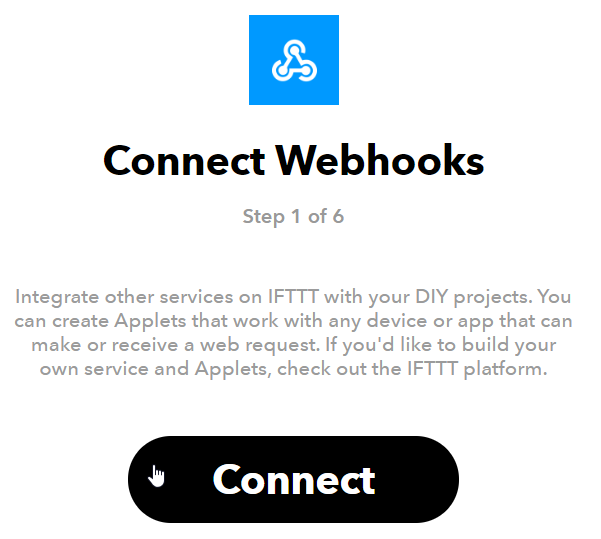 Connect Webhooks
Step 1 of 6
Integrate other services on IFTTT with your DIY projects. You
can create Applets that work with any device or app that can
make or receive a web request. If you'd like to build your
own service and Applets, check out the IFTTT platform.
Connect